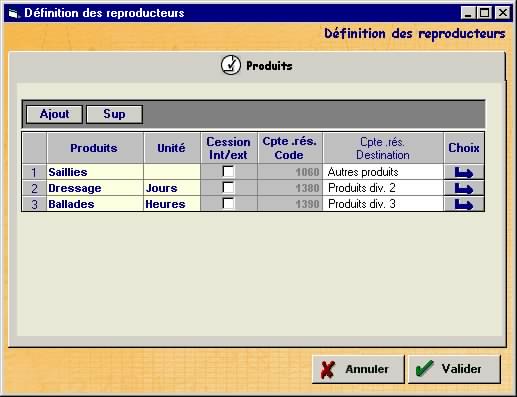 Définition des reproducteurs
Définition des reproducteurs
Produits
Ajout Sup
Produits Unité Cession Int/ext Cpte .rés. Code Cpte .rés. Destination Choix
1 Saillies 1060 Autres produits
2 Dressage Jours 1380 Produits div. 2
3 Ballades Heures 1390 Produits div. 3
Annuler Valider